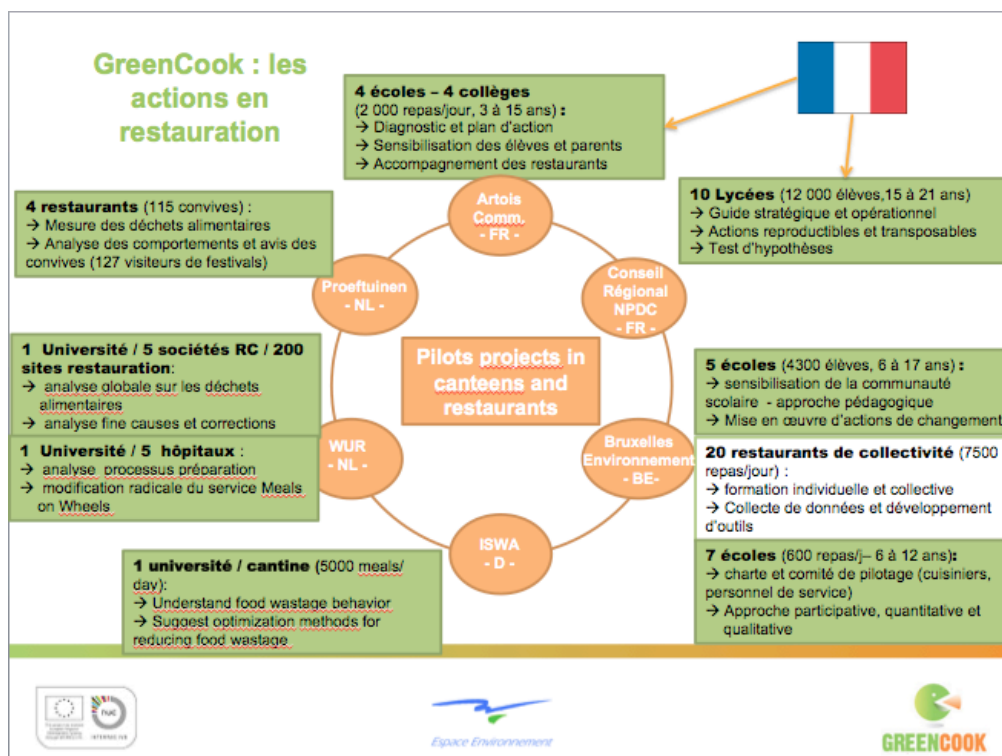 GreenCook : les
actions en
restauration
4 écoles – 4 collèges
(2 000 repas/jour, 3 à 15 ans) :
→ Diagnostic et plan d'action
→ Sensibilisation des élèves et parents
→ Accompagnement des restaurants
4 restaurants (115 convives) :
→ Mesure des déchets alimentaires
→ Analyse des comportements et avis des
convives (127 visiteurs de festivals)
10 Lycées (12 000 élèves,15 à 21 ans)
→ Guide stratégique et opérationnel
→ Actions reproductibles et transposables
→ Test d'hypothèses
Artois
Comm.
- FR -
Proeftuinen
- NL -
Conseil
Régional
NPDC
-FR -
Pilots projects in
canteens and
restaurants
1 Université / 5 sociétés RC / 200
sites restauration:
→ analyse globale sur les déchets
alimentaires
→ analyse fine causes et corrections
1 Université / 5 hôpitaux :
→ analyse processus préparation
→ modification radicale du service Meals
on Wheels
5 écoles (4300 élèves, 6 à 17 ans) :
→ sensibilisation de la communauté
scolaire - approche pédagogique
→ Mise en œuvre d'actions de changement
WUR
- NL -
Bruxelles
Environnement
-BE-
20 restaurants de collectivité (7500
repas/jour) :
→ formation individuelle et collective
→ Collecte de données et développement
d'outils
ISWA
- D –
1 université / cantine (5000 meals/
day):
→ Understand food wastage behavior
→ Suggest optimization methods for
reducing food wastage
7 écoles (600 repas/j– 6 à 12 ans):
→ charte et comité de pilotage (cuisiniers,
personnel de service)
→ Approche participative, quantitative et
qualitative
Espace Environnement
GREENCOOK